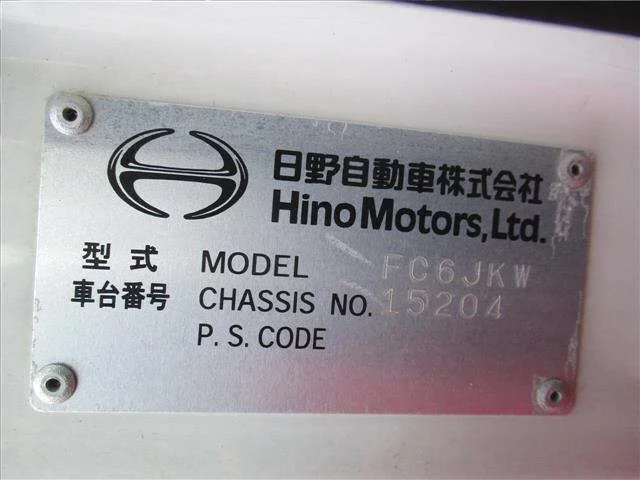 日野自動車株式会社
Hino Motors, Ltd.
型式 MODEL FC6JKW
車台番号 CHASSIS NO. 15204
P. S. CODE